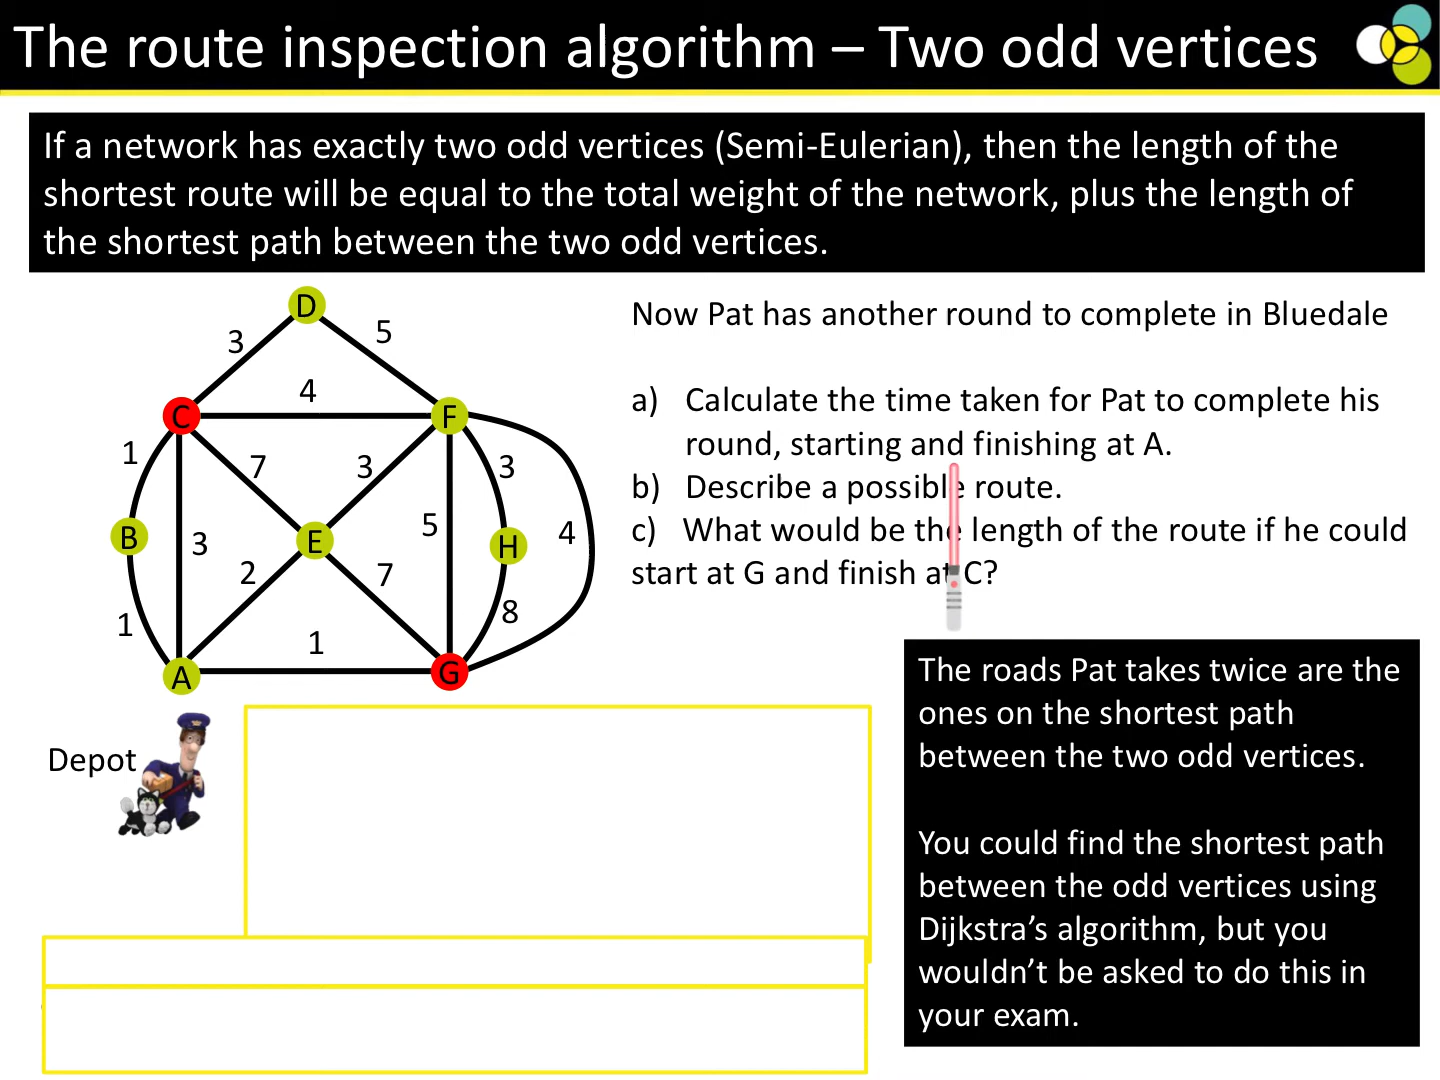 The route inspection algorithm – Two odd vertices
If a network has exactly two odd vertices (Semi-Eulerian), then the length of the
shortest route will be equal to the total weight of the network, plus the length of
the shortest path between the two odd vertices.
D
3
5
4
C
F
1
7
3
3
B
3
E
5
H
4
2
7
1
1
8
A
G
Depot
Now Pat has another round to complete in Bluedale
a) Calculate the time taken for Pat to complete his
round, starting and finishing at A.
b) Describe a possible route.
c) What would be the length of the route if he could
start at G and finish at C?
The roads Pat takes twice are the
ones on the shortest path
between the two odd vertices.
You could find the shortest path
between the odd vertices using
Dijkstra’s algorithm, but you
wouldn’t be asked to do this in
your exam.